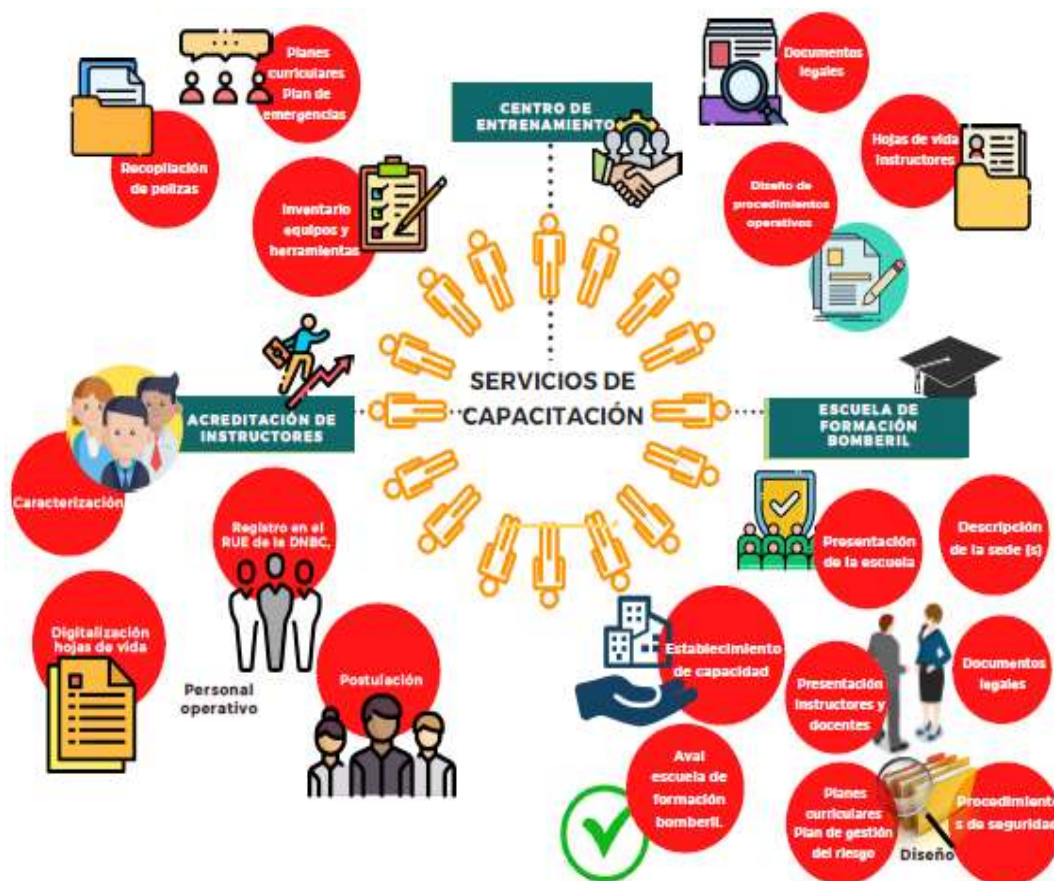 Planes
curriculares
Plan de
emergencias
Recopilación
de polizas
Inventario
equipos y
herramientas
CENTRO DE
ENTRENAMIENTO
Documentos
legales
Hojas de vida
instructores
Diseño de
procedimientos
operativos
SERVICIOS DE
CAPACITACIÓN
ACREDITACIÓN DE
INSTRUCTORES
Caracterización
Registro en el
RUE de la DNBC.
Digitalización
hojas de vida
Personal
operativo
Postulación
ESCUELA DE
FORMACIÓN
BOMBERIL
Presentación
de la escuela
Descripción
de la sede (s)
Establecimiento
de capacidad
Presentación
instructores y
docentes
Documentos
legales
Aval
escuela de
formación
bomberil.
Planes
curriculares
Plan de gestión
del riesgo
Diseño
Procedimiento
s de seguridad